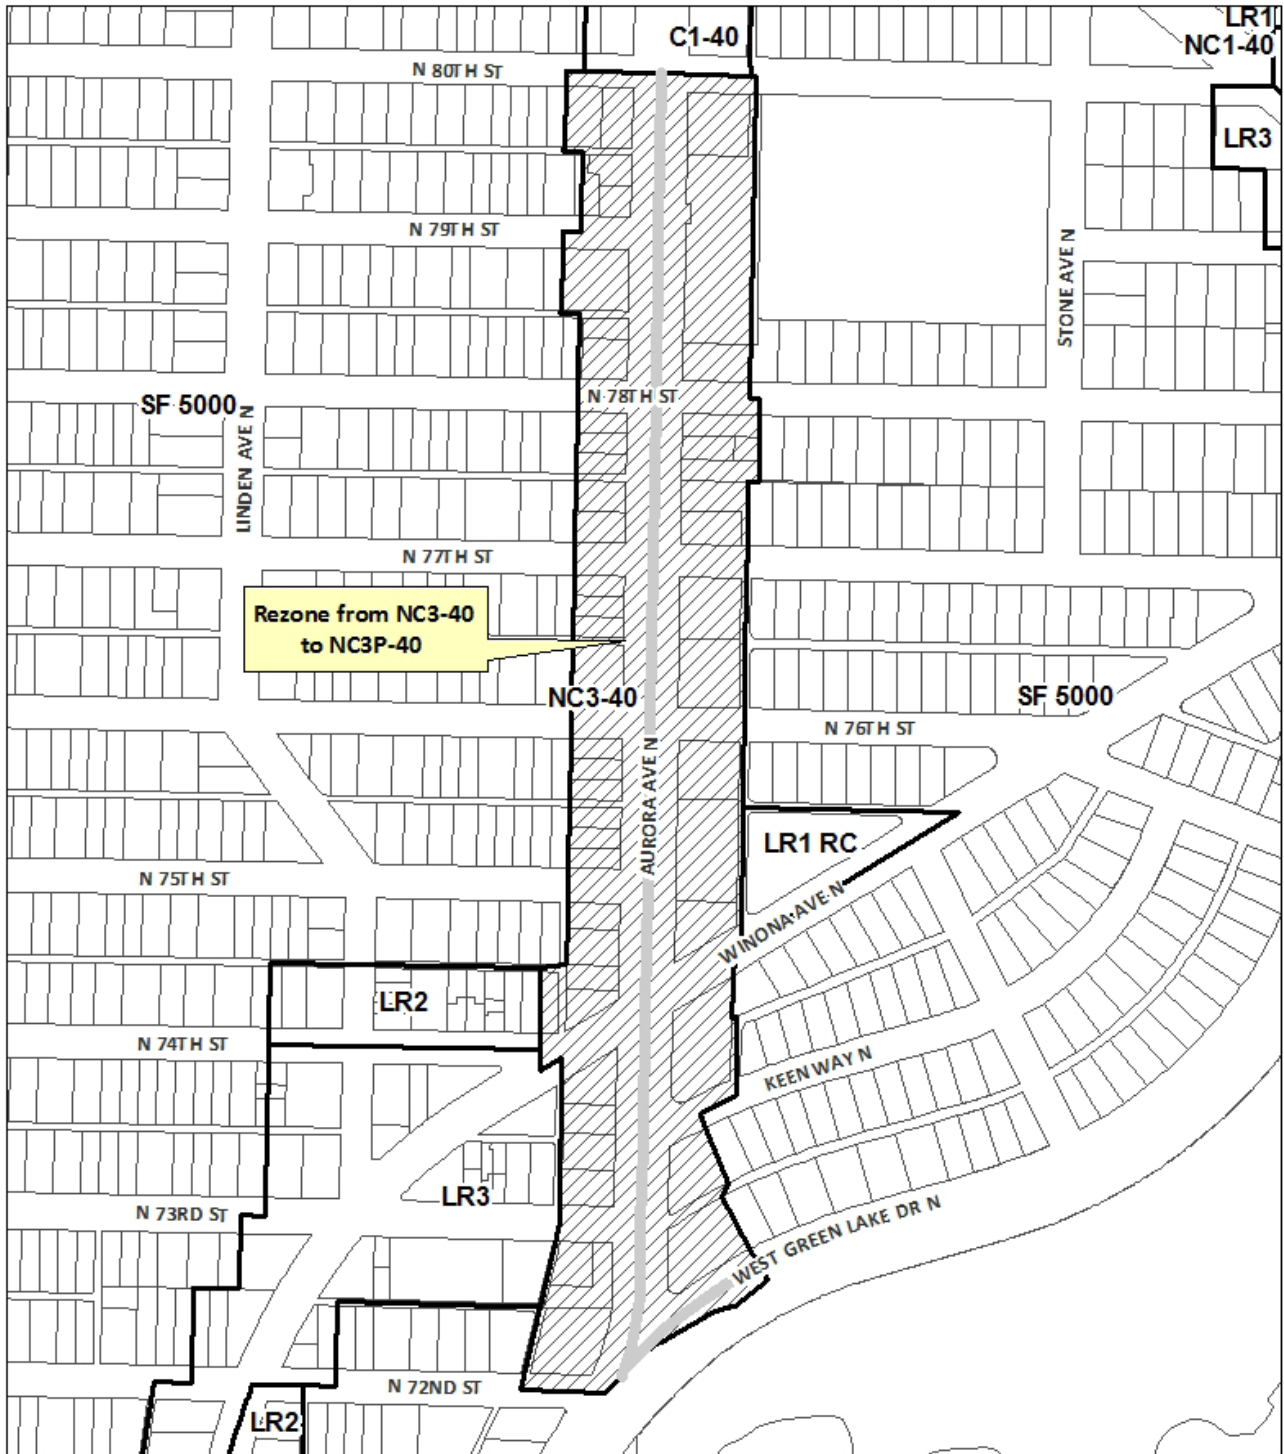 LR1
C1-40
NC1-40
N 80TH ST
LR3
N 79TH ST
STONE AVE N
N 78TH ST
SF 5000
LINDEN AVE N
N 77TH ST
Rezone from NC3-40
to NC3P-40
NC3-40
SF 5000
N 76TH ST
AURORA AVE N
LR1 RC
N 75TH ST
WINONA AVE N
LR2
N 74TH ST
KEEN WAY N
LR3
N 73RD ST
WEST GREEN LAKE DR N
N 72ND ST
LR2